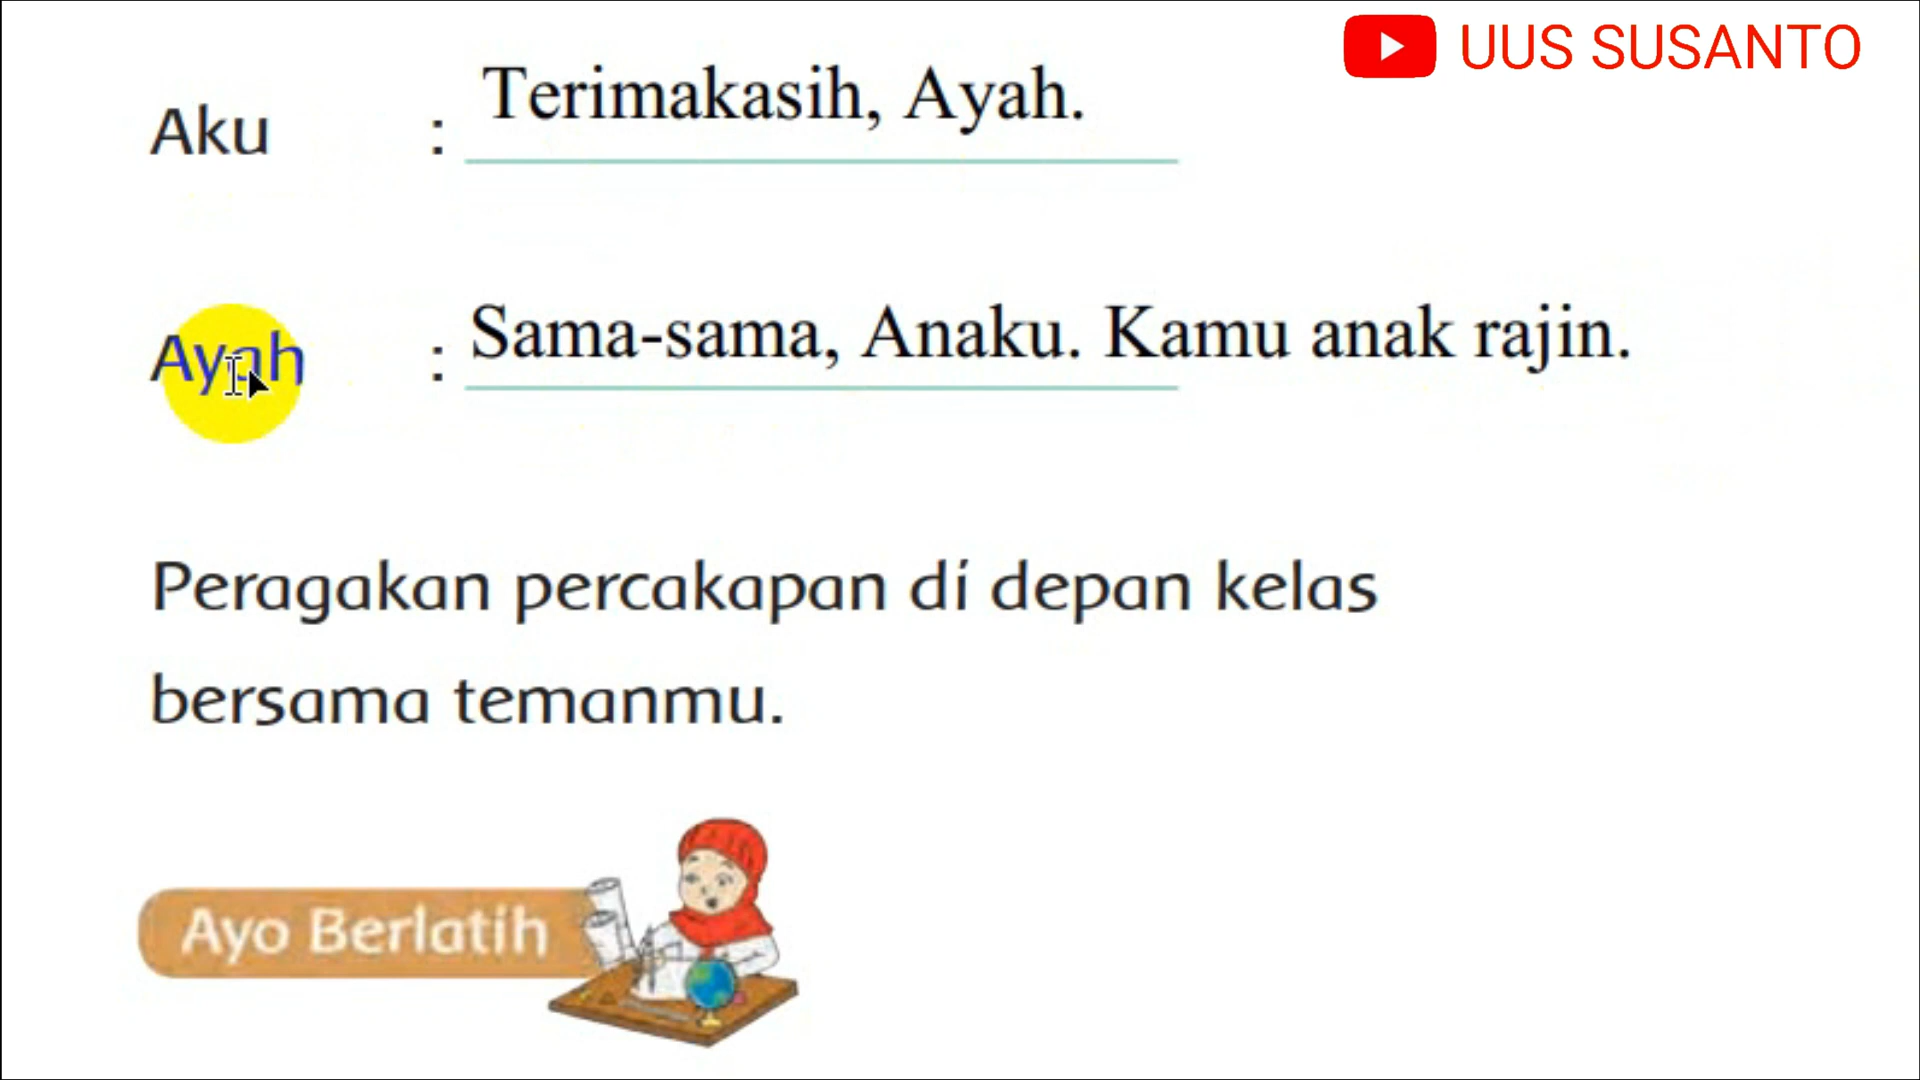 UUS SUSANTO
Aku : Terimakasih, Ayah.
Ayah : Sama-sama, Anaku. Kamu anak rajin.
Peragakan percakapan di depan kelas
bersama temanmu.
Ayo Berlatih